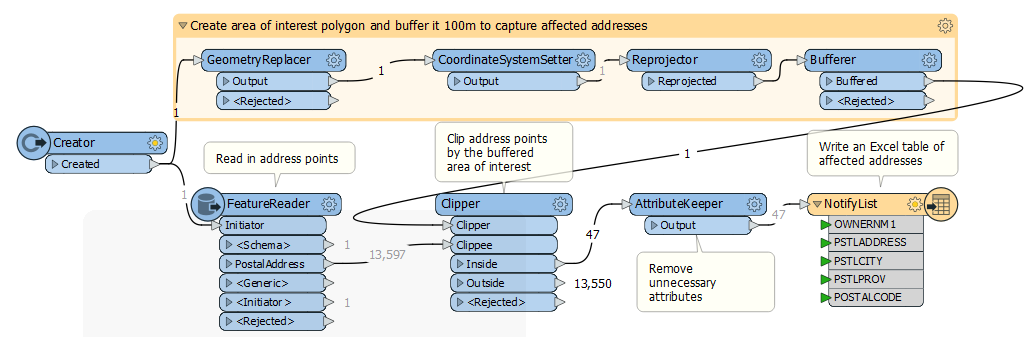 Create area of interest polygon and buffer it 100m to capture affected addresses
GeometryReplacer
Output
<Rejected>
1
CoordinateSystemSetter
Output
1
Reprojector
Reprojected
Bufferer
Buffered
<Rejected>
1
Creator
Created
1
1
Read in address points
Clip address points
by the buffered
area of interest
Write an Excel table of
affected addresses
FeatureReader
Initiator
<Schema>
1
PostalAddress
13,597
<Generic>
<Initiator>
1
<Rejected>
Clipper
Clipper
Clippee
Inside
47
Outside
13,550
<Rejected>
AttributeKeeper
Output
47
Remove
unnecessary
attributes
NotifyList
OWNERNM1
PSTLADDRESS
PSTLCITY
PSTLPROV
POSTALCODE